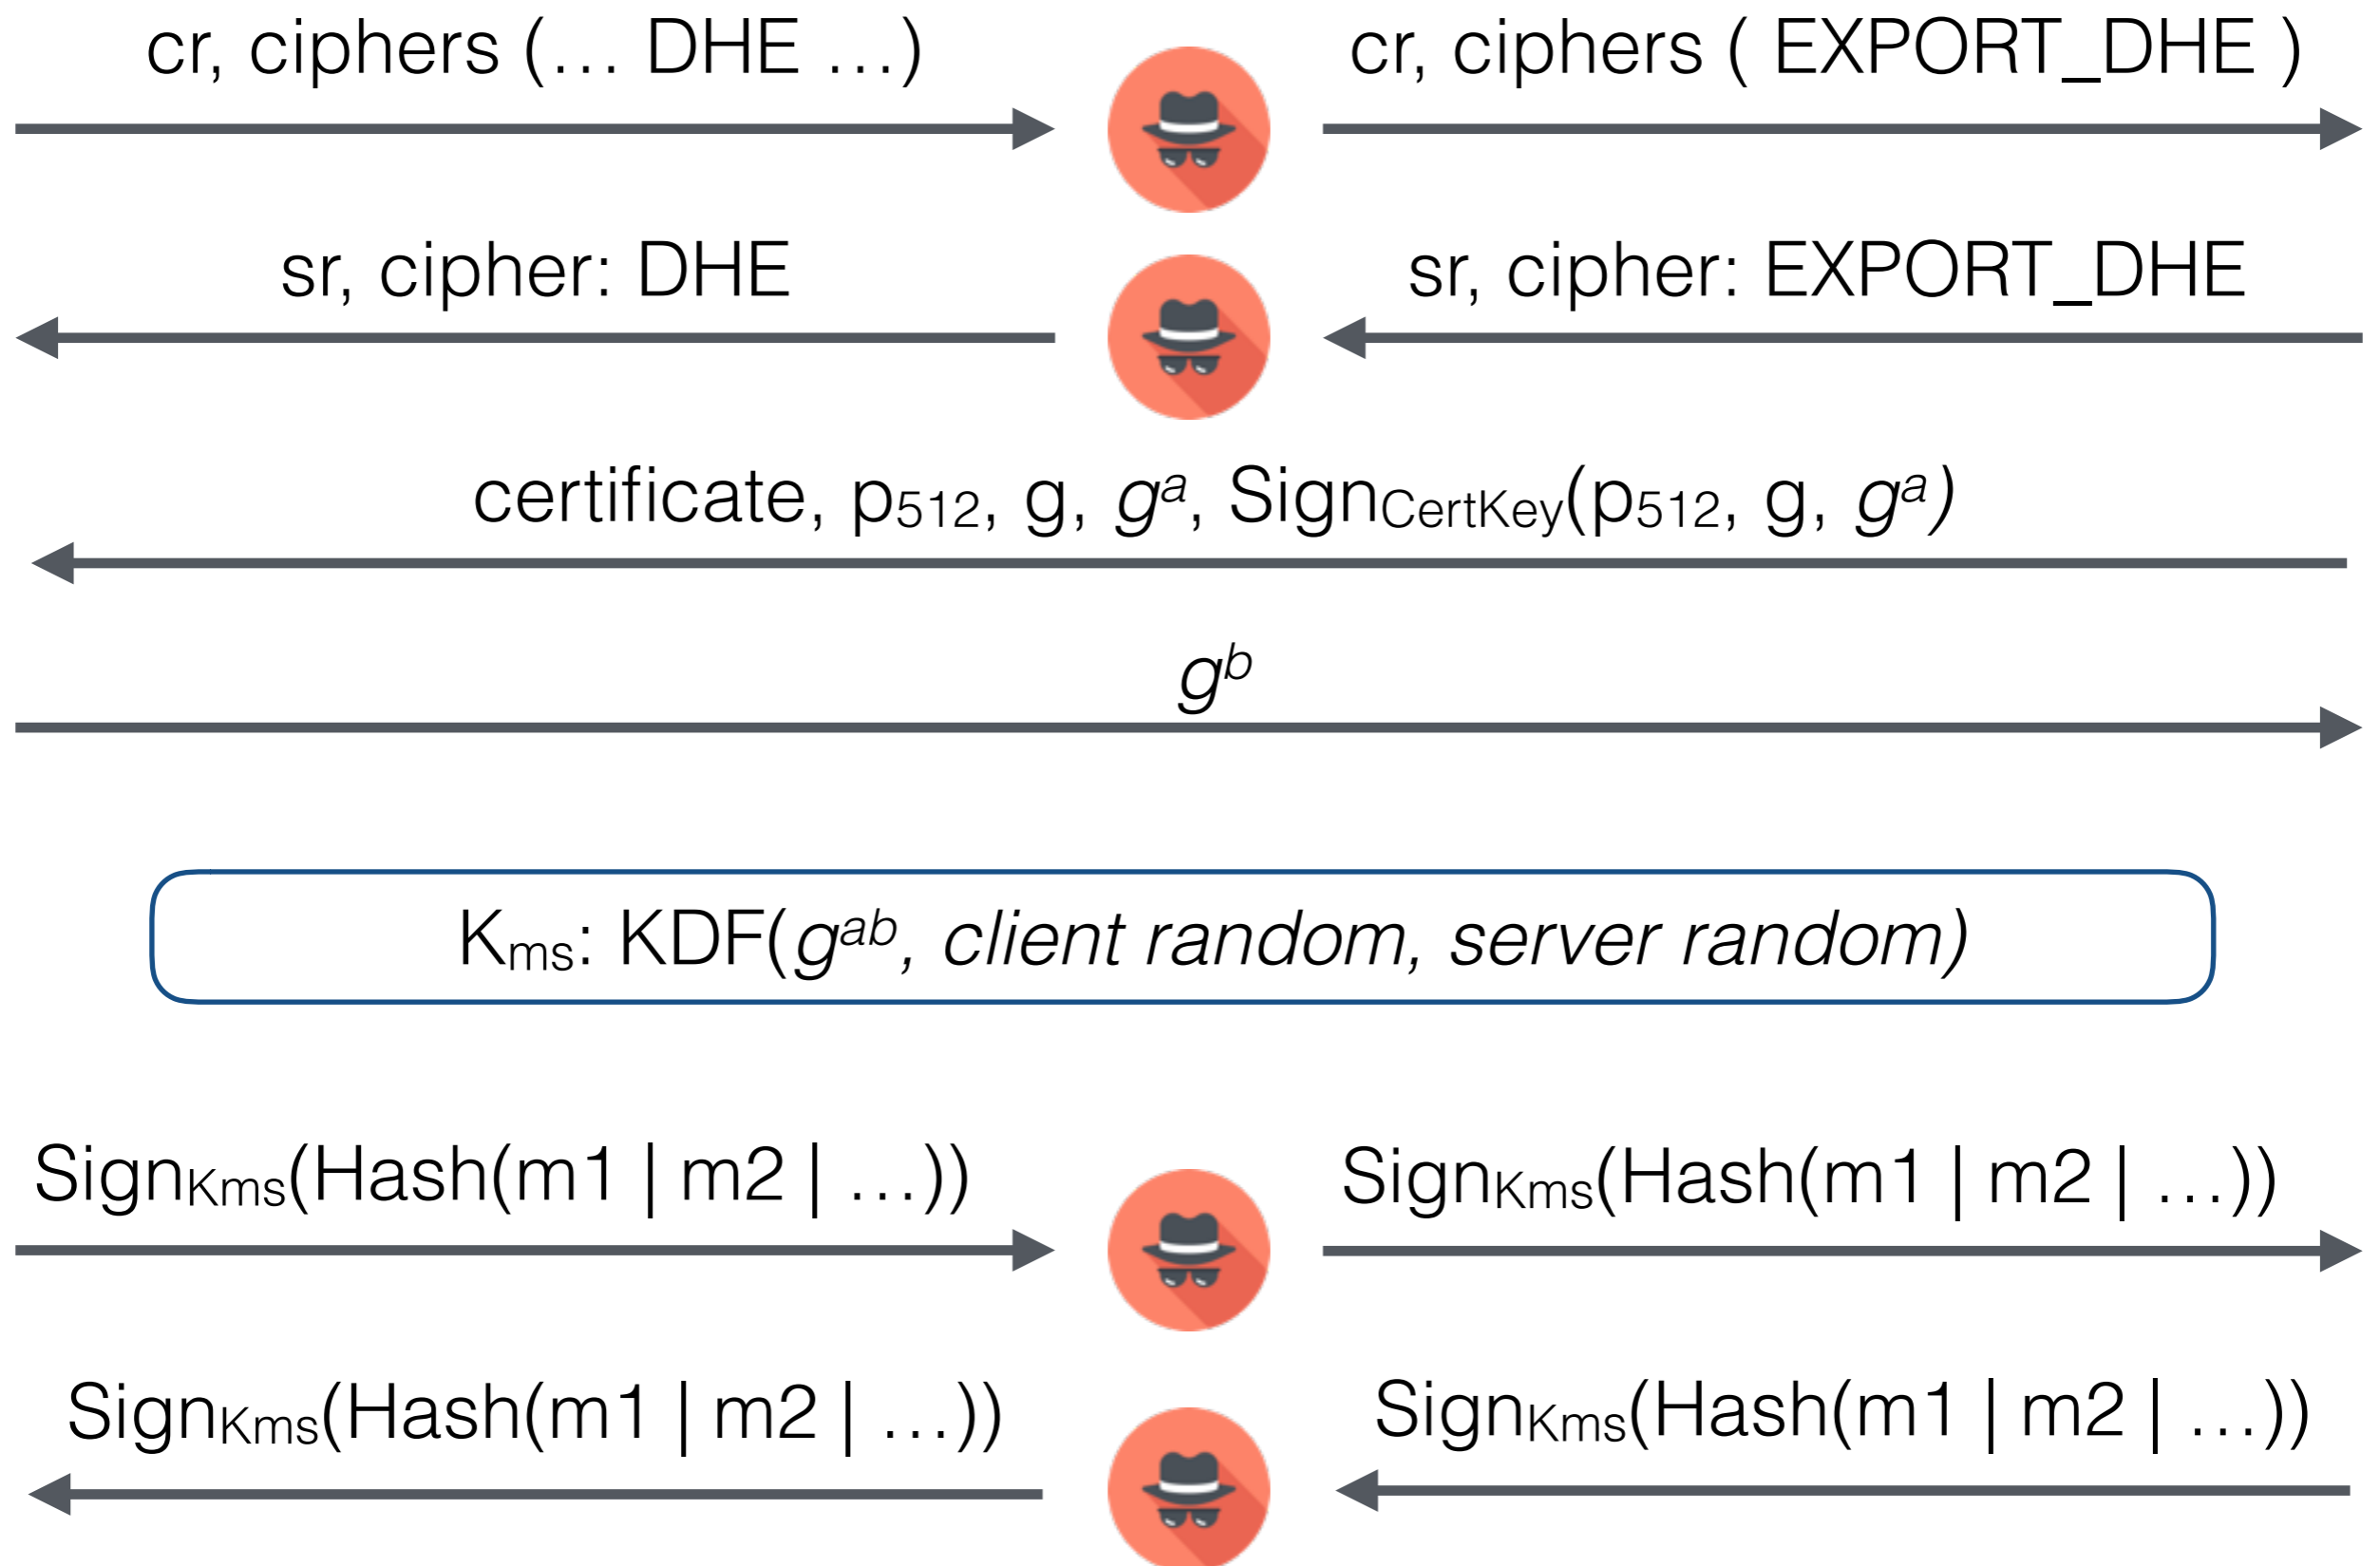 cr, ciphers (… DHE …)
cr, ciphers ( EXPORT_DHE )
sr, cipher: DHE
sr, cipher: EXPORT_DHE
certificate, p512, g, gᵃ, SignCertKey(p512, g, gᵃ)
gᵇ
Kms: KDF(gᵃᵇ, client random, server random)
SignKms(Hash(m1 | m2 | …))
SignKms(Hash(m1 | m2 | …))
SignKms(Hash(m1 | m2 | …))
SignKms(Hash(m1 | m2 | …))